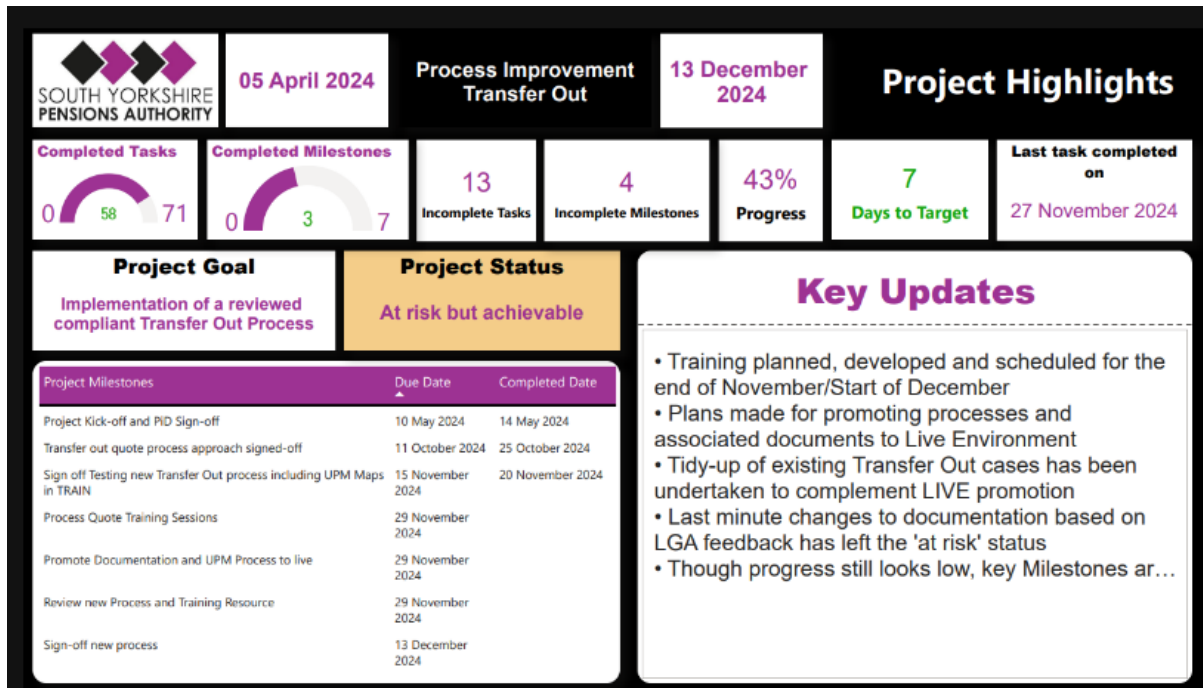 SOUTH YORKSHIRE
PENSIONS AUTHORITY
05 April 2024
Process Improvement
Transfer Out
13 December
2024
Project Highlights
Completed Tasks
0
58
71
Completed Milestones
0
3
7
13
Incomplete Tasks
4
Incomplete Milestones
43%
Progress
7
Days to Target
Last task completed
on
27 November 2024
Project Goal
Implementation of a reviewed
compliant Transfer Out Process
Project Status
At risk but achievable
Project Milestones Due Date Completed Date
Project Kick-off and PiD Sign-off 10 May 2024 14 May 2024
Transfer out quote process approach signed-off 11 October 2024 25 October 2024
Sign off Testing new Transfer Out process including UPM Maps 15 November 20 November 2024
in TRAIN 2024
Process Quote Training Sessions 29 November
2024
Promote Documentation and UPM Process to live 29 November
2024
Review new Process and Training Resource 29 November
2024
Sign-off new process 13 December
2024
Key Updates
• Training planned, developed and scheduled for the
end of November/Start of December
• Plans made for promoting processes and
associated documents to Live Environment
• Tidy-up of existing Transfer Out cases has been
undertaken to complement LIVE promotion
• Last minute changes to documentation based on
LGA feedback has left the 'at risk' status
• Though progress still looks low, key Milestones ar…